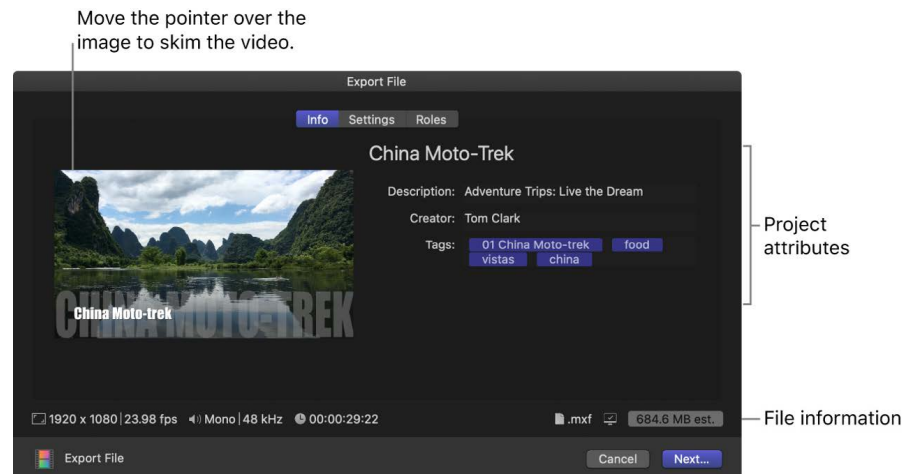 Move the pointer over the
image to skim the video.
Export File
Info Settings Roles
China Moto-Trek
Description: Adventure Trips: Live the Dream
Creator: Tom Clark
Tags: 01 China Moto-trek food
vistas china
CHINA MOTO-TREK
China Moto-trek
Project
attributes
1920 x 1080|23.98 fps Mono|48 kHz 00:00:29:22 .mxf 684.6 MB est.
File information
Export File Cancel Next...